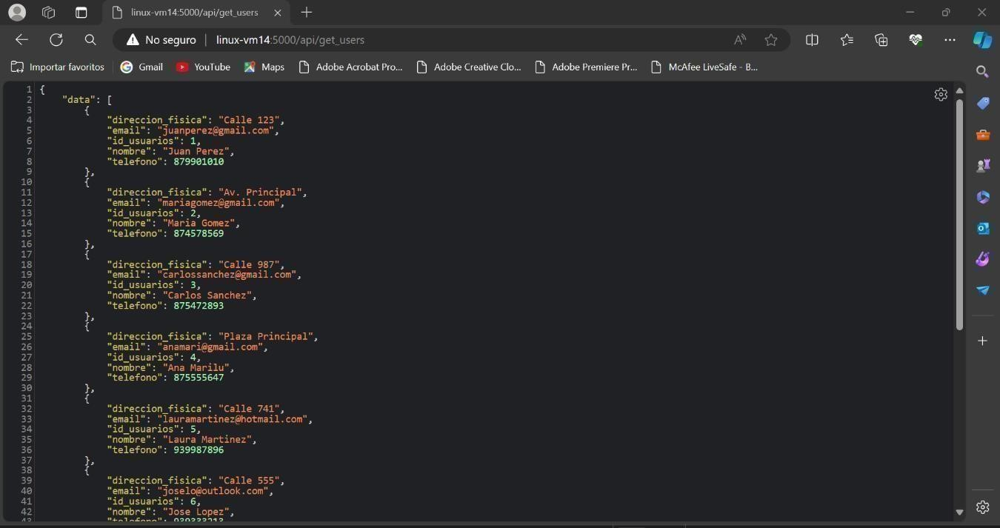 linux-vm14:5000/api/get_users
No seguro | linux-vm14:5000/api/get_users
Importar favoritos Gmail YouTube Maps Adobe Acrobat Pro... Adobe Creative Clo... Adobe Premiere Pr... McAfee LiveSafe - B...
1 {
2 "data": [
3 {
4 "direccion_fisica": "Calle 123",
5 "email": "juanperez@gmail.com",
6 "id_usuarios": 1,
7 "nombre": "Juan Perez",
8 "telefono": 879901010
9 },
10 {
11 "direccion_fisica": "Av. Principal",
12 "email": "mariagomez@gmail.com",
13 "id_usuarios": 2,
14 "nombre": "Maria Gomez",
15 "telefono": 874578569
16 },
17 {
18 "direccion_fisica": "Calle 987",
19 "email": "carlossanchez@gmail.com",
20 "id_usuarios": 3,
21 "nombre": "Carlos Sanchez",
22 "telefono": 875472893
23 },
24 {
25 "direccion_fisica": "Plaza Principal",
26 "email": "anamari@gmail.com",
27 "id_usuarios": 4,
28 "nombre": "Ana Marilu",
29 "telefono": 875555647
30 },
31 {
32 "direccion_fisica": "Calle 741",
33 "email": "lauramartinez@hotmail.com",
34 "id_usuarios": 5,
35 "nombre": "Laura Martinez",
36 "telefono": 939987896
37 },
38 {
39 "direccion_fisica": "Calle 555",
40 "email": "joselo@outlook.com",
41 "id_usuarios": 6,
42 "nombre": "Jose Lopez",
43 "telefono":